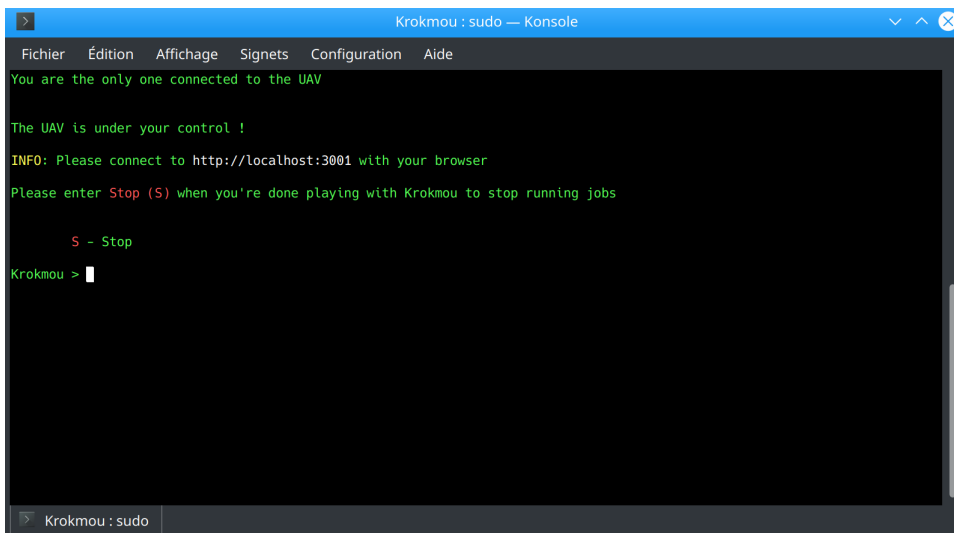 Krokmou : sudo — Konsole
Fichier Édition Affichage Signets Configuration Aide
You are the only one connected to the UAV
The UAV is under your control !
INFO: Please connect to http://localhost:3001 with your browser
Please enter Stop (S) when you're done playing with Krokmou to stop running jobs
S - Stop
Krokmou >
Krokmou : sudo